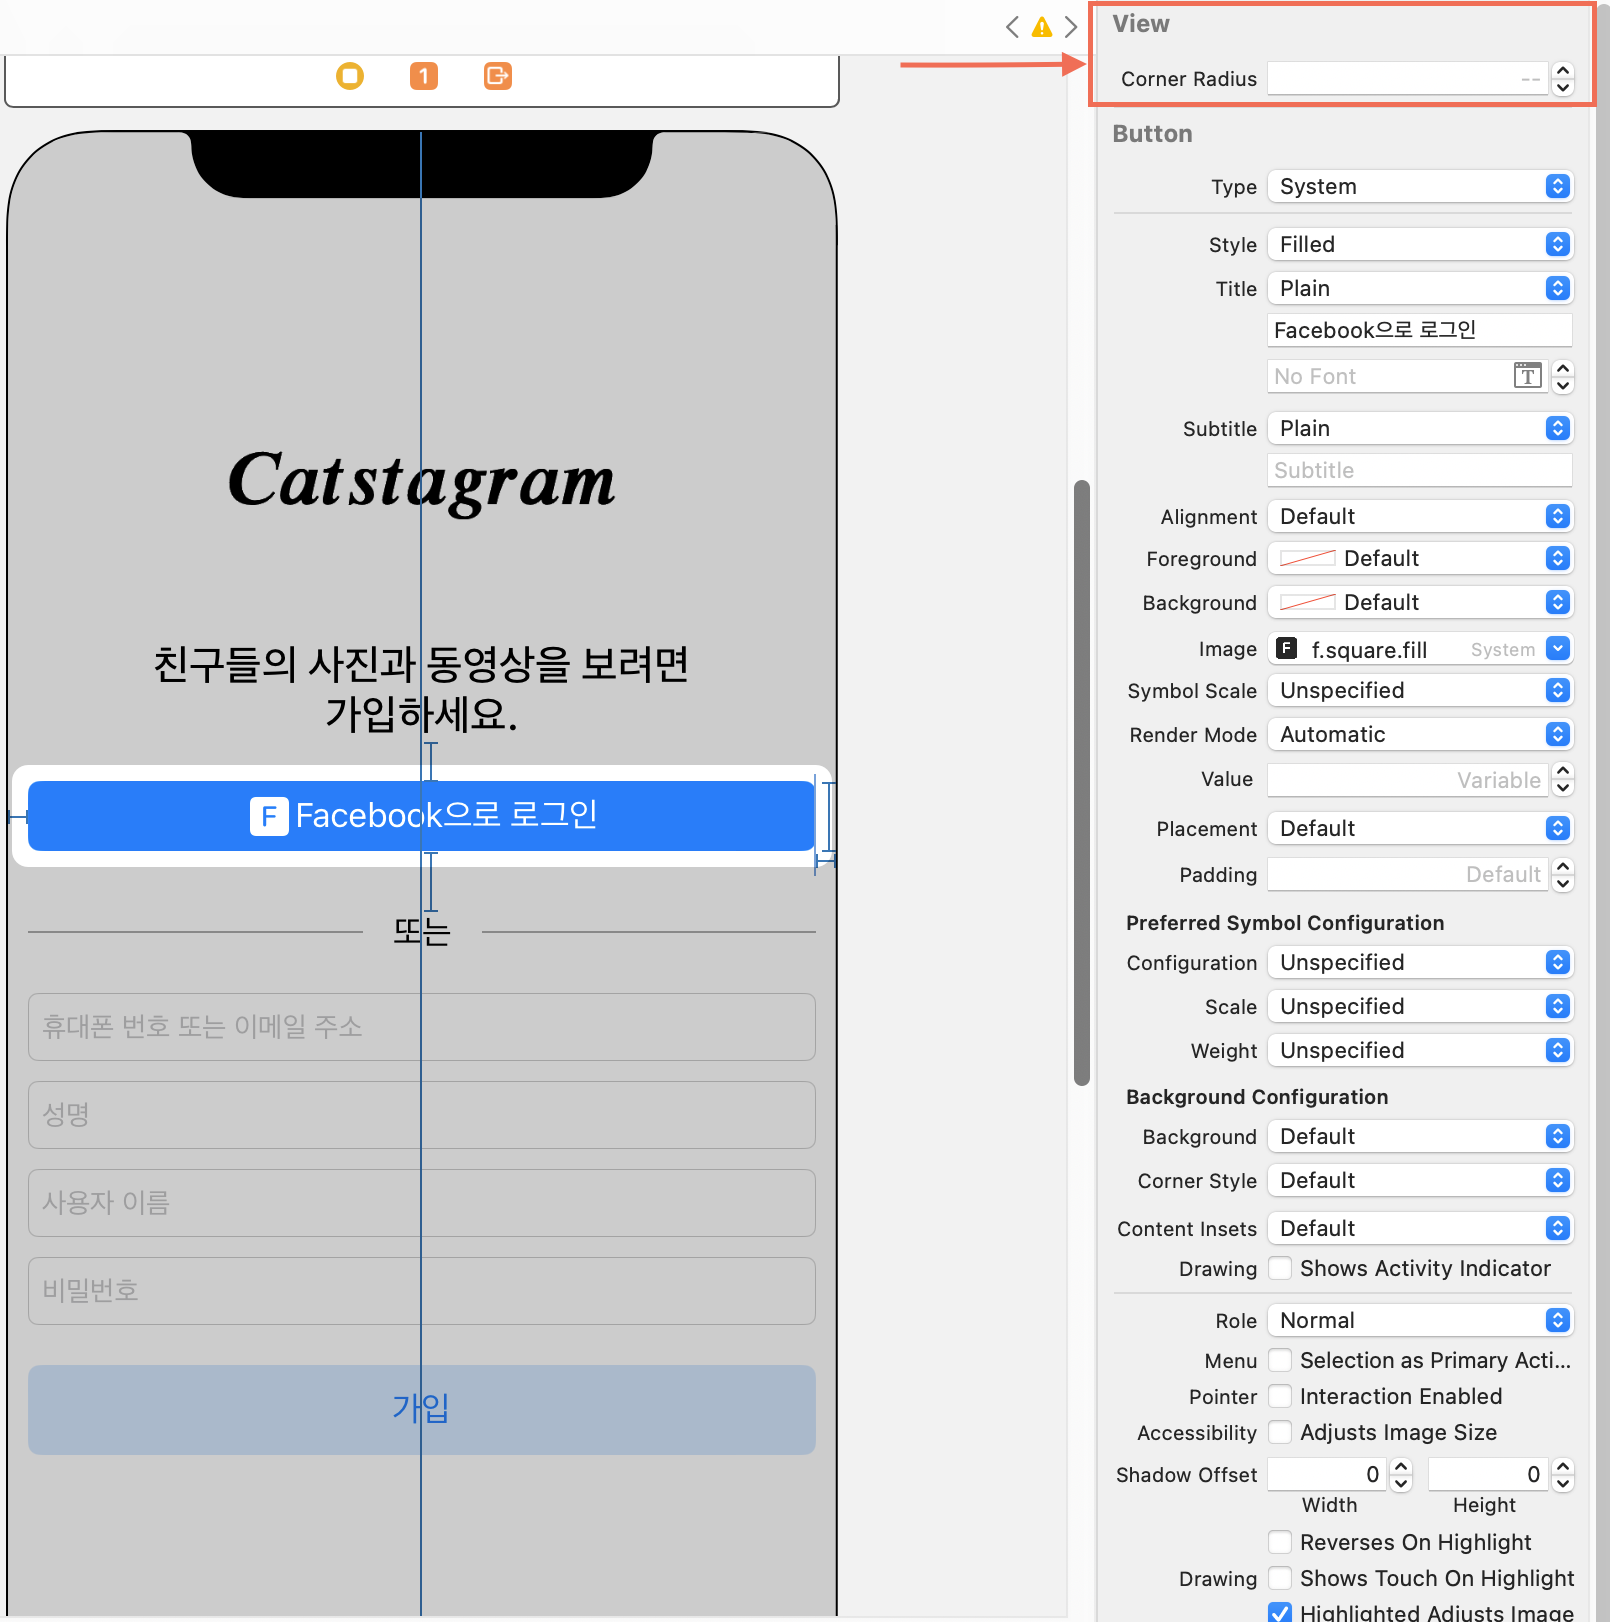 1
Catstagram
친구들의 사진과 동영상을 보려면
가입하세요.
F Facebook으로 로그인
또는
휴대폰 번호 또는 이메일 주소
성명
사용자 이름
비밀번호
가입
View
Corner Radius --
Button
Type System
Style Filled
Title Plain
Facebook으로 로그인
No Font T
Subtitle Plain
Subtitle
Alignment Default
Foreground Default
Background Default
Image F f.square.fill System
Symbol Scale Unspecified
Render Mode Automatic
Value Variable
Placement Default
Padding Default
Preferred Symbol Configuration
Configuration Unspecified
Scale Unspecified
Weight Unspecified
Background Configuration
Background Default
Corner Style Default
Content Insets Default
Drawing Shows Activity Indicator
Role Normal
Menu Selection as Primary Acti...
Pointer Interaction Enabled
Accessibility Adjusts Image Size
Shadow Offset 0 0
Width Height
Reverses On Highlight
Drawing Shows Touch On Highlight
Highlighted Adjusts Image